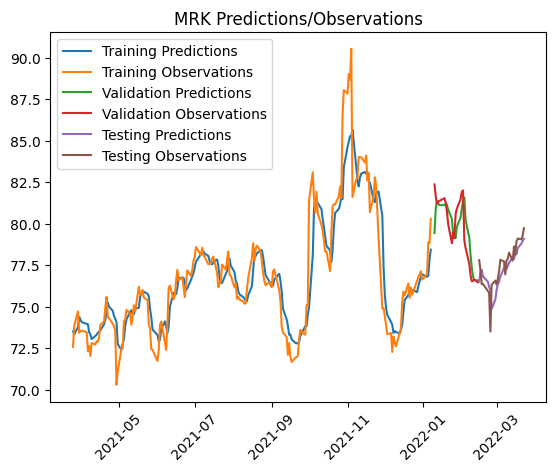 MRK Predictions/Observations
Training Predictions
Training Observations
Validation Predictions
Validation Observations
Testing Predictions
Testing Observations
90.0
87.5
85.0
82.5
80.0
77.5
75.0
72.5
70.0
2021-05
2021-07
2021-09
2021-11
2022-01
2022-03